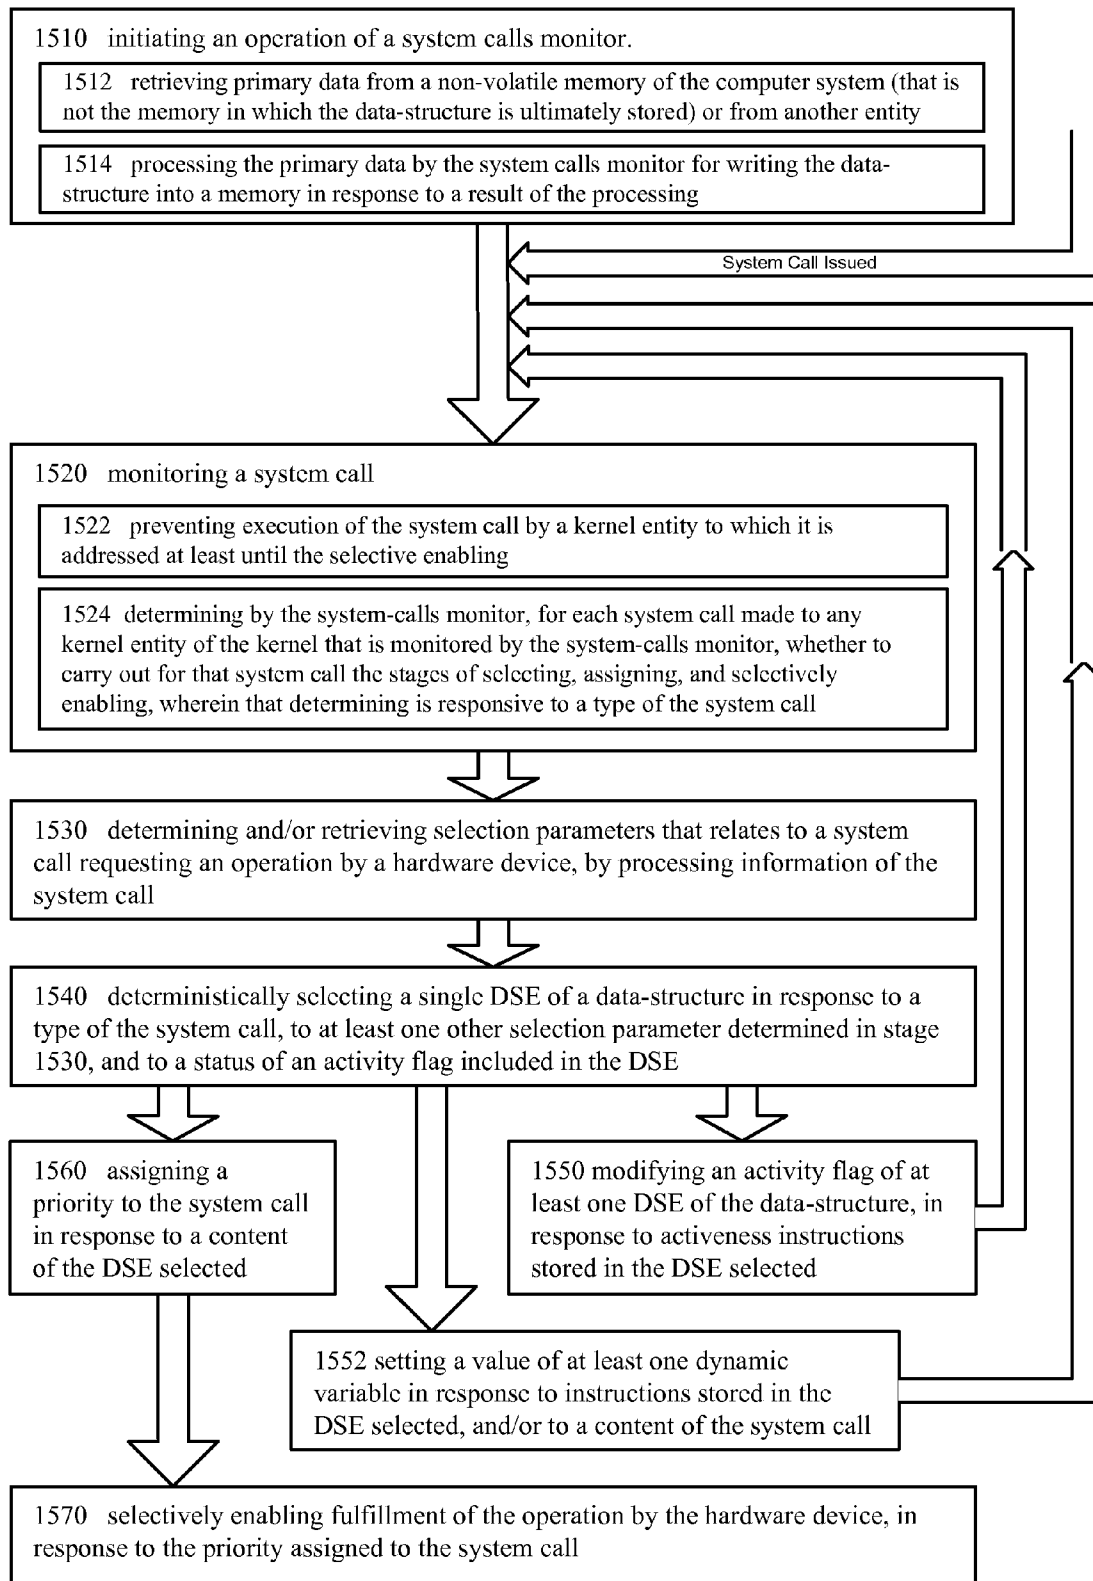 1510 initiating an operation of a system calls monitor.
1512 retrieving primary data from a non-volatile memory of the computer system (that is
not the memory in which the data-structure is ultimately stored) or from another entity
1514 processing the primary data by the system calls monitor for writing the data-
structure into a memory in response to a result of the processing
System Call Issued
1520 monitoring a system call
1522 preventing execution of the system call by a kernel entity to which it is
addressed at least until the selective enabling
1524 determining by the system-calls monitor, for each system call made to any
kernel entity of the kernel that is monitored by the system-calls monitor, whether to
carry out for that system call the stages of selecting, assigning, and selectively
enabling, wherein that determining is responsive to a type of the system call
1530 determining and/or retrieving selection parameters that relates to a system
call requesting an operation by a hardware device, by processing information of the
system call
1540 deterministically selecting a single DSE of a data-structure in response to a
type of the system call, to at least one other selection parameter determined in stage
1530, and to a status of an activity flag included in the DSE
1560 assigning a
priority to the system call
in response to a content
of the DSE selected
1550 modifying an activity flag of at
least one DSE of the data-structure, in
response to activeness instructions
stored in the DSE selected
1552 setting a value of at least one dynamic
variable in response to instructions stored in the
DSE selected, and/or to a content of the system call
1570 selectively enabling fulfillment of the operation by the hardware device, in
response to the priority assigned to the system call